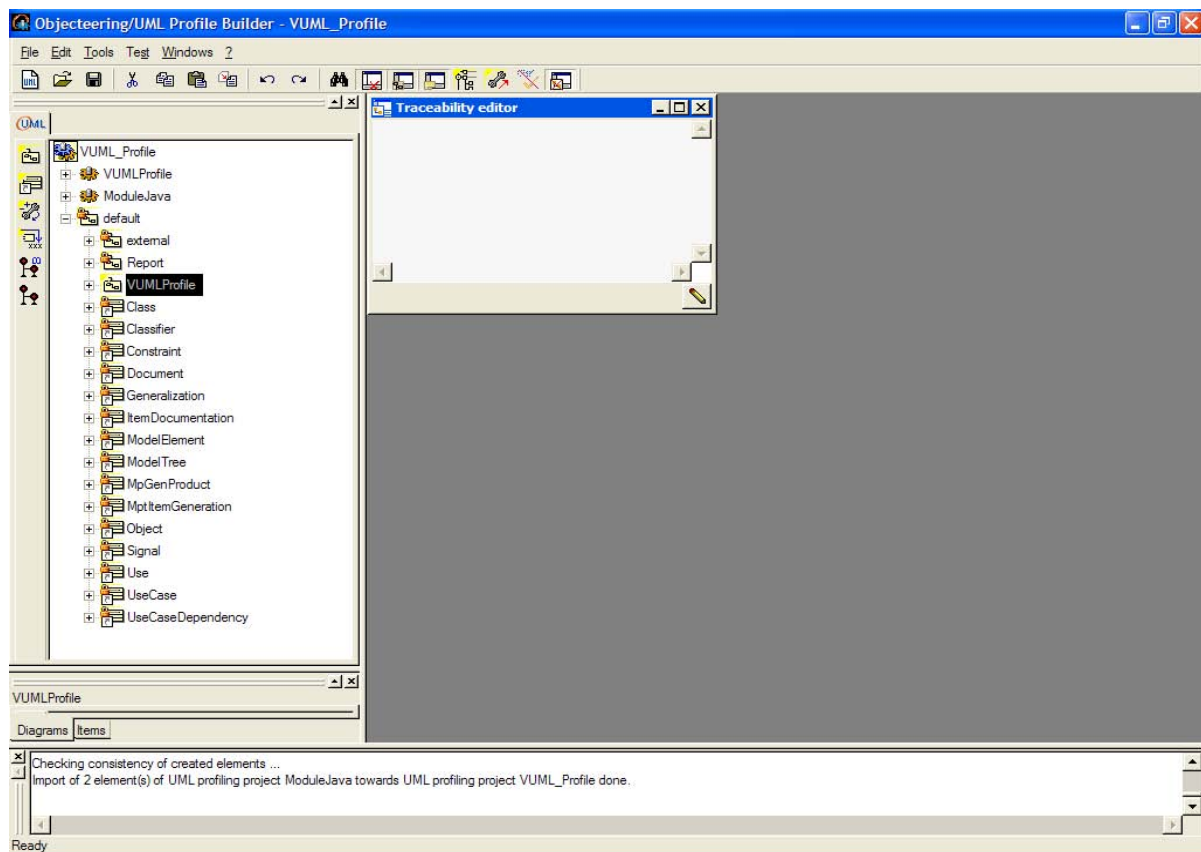 Objecteering/UML Profile Builder - VUML_Profile
File Edit Tools Test Windows ?
UML
Traceability editor
UML
VUML_Profile
VUMLProfile
ModuleJava
default
external
Report
VUMLProfile
Class
Classifier
Constraint
Document
Generalization
ItemDocumentation
ModelElement
ModelTree
MpGenProduct
MptItemGeneration
Object
Signal
Use
UseCase
UseCaseDependency
VUMLProfile
Diagrams Items
Checking consistency of created elements ...
Import of 2 element(s) of UML profiling project ModuleJava towards UML profiling project VUML_Profile done.
Ready